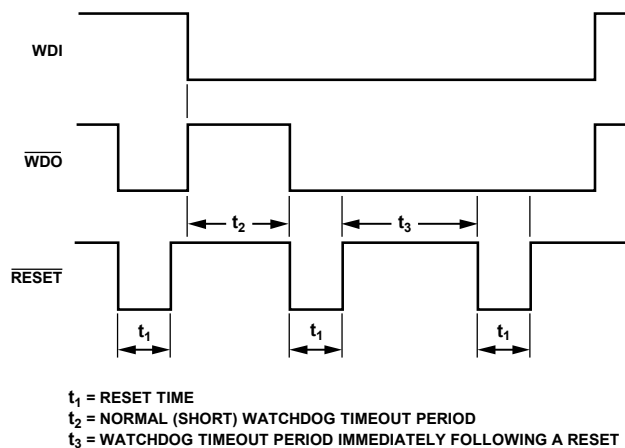 WDI
WDO
t2
t3
RESET
t1 t1 t1
t1 = RESET TIME
t2 = NORMAL (SHORT) WATCHDOG TIMEOUT PERIOD
t3 = WATCHDOG TIMEOUT PERIOD IMMEDIATELY FOLLOWING A RESET